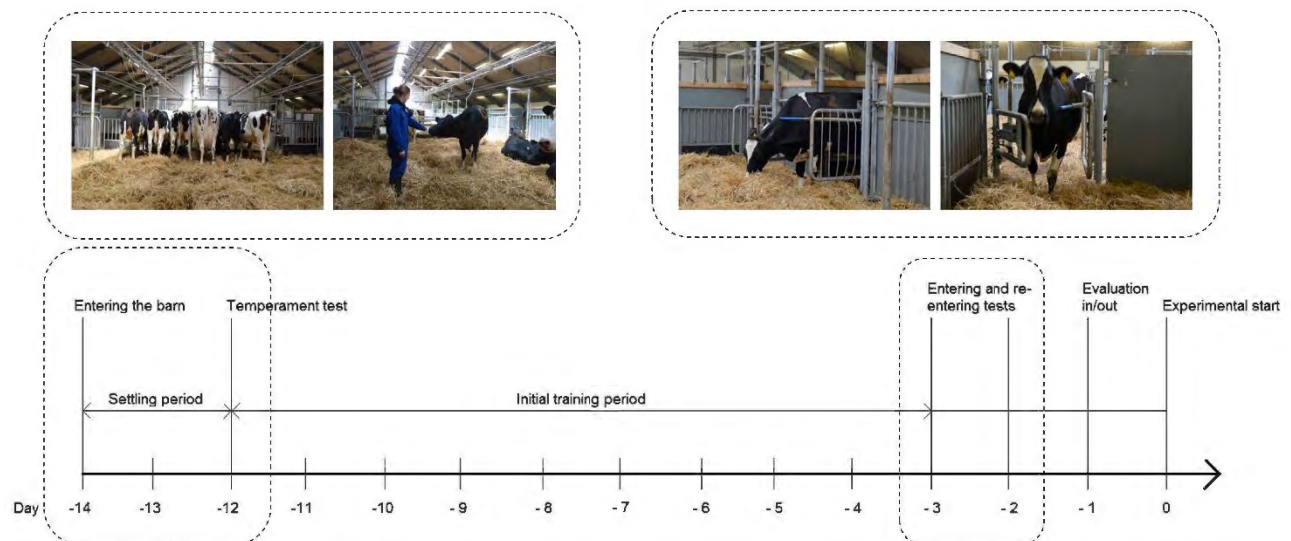 Entering the barn
Temperament test
Entering and re-
entering tests
Evaluation
in/out
Experimental start
Settling period
Initial training period
Day -14 -13 -12 -11 -10 - 9 - 8 - 7 - 6 - 5 - 4 - 3 - 2 - 1 0